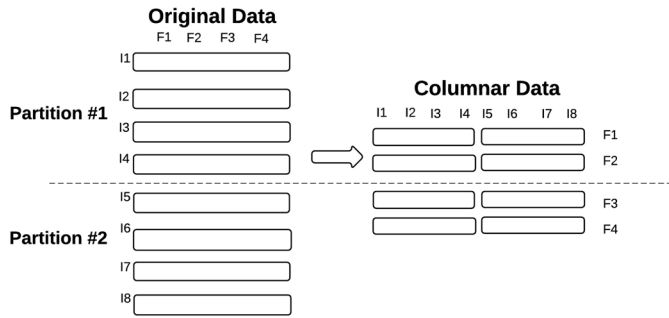 Original Data
F1 F2 F3 F4
I1
I2
Partition #1
I3
I4
I5
I6
Partition #2
I7
I8
Columnar Data
I1 I2 I3 I4 I5 I6 I7 I8
F1
F2
F3
F4